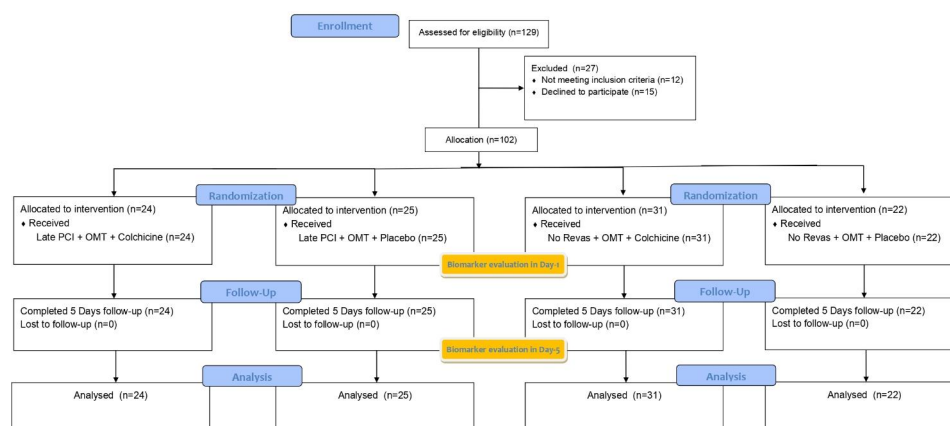 Enrollment
Assessed for eligibility (n=129)
Excluded (n=27)
♦ Not meeting inclusion criteria (n=12)
♦ Declined to participate (n=15)
Allocation (n=102)
Randomization
Randomization
Allocated to intervention (n=24)
♦ Received
Late PCI + OMT + Colchicine (n=24)
Allocated to intervention (n=25)
♦ Received
Late PCI + OMT + Placebo (n=25)
Allocated to intervention (n=31)
♦ Received
No Revas + OMT + Colchicine (n=31)
Allocated to intervention (n=22)
♦ Received
No Revas + OMT + Placebo (n=22)
Biomarker evaluation in Day-1
Follow-Up
Follow-Up
Completed 5 Days follow-up (n=24)
Lost to follow-up (n=0)
Completed 5 Days follow-up (n=25)
Lost to follow-up (n=0)
Completed 5 Days follow-up (n=31)
Lost to follow-up (n=0)
Completed 5 Days follow-up (n=22)
Lost to follow-up (n=0)
Biomarker evaluation in Day-5
Analysis
Analysis
Analysed (n=24)
Analysed (n=25)
Analysed (n=31)
Analysed (n=22)